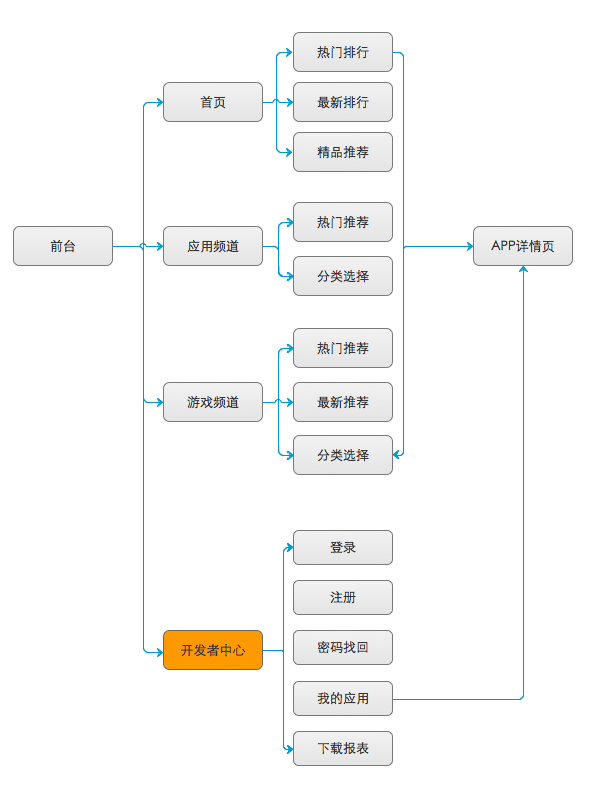 前台
首页
热门排行
最新排行
精品推荐
应用频道
热门推荐
分类选择
游戏频道
热门推荐
最新推荐
分类选择
APP详情页
开发者中心
登录
注册
密码找回
我的应用
下载报表